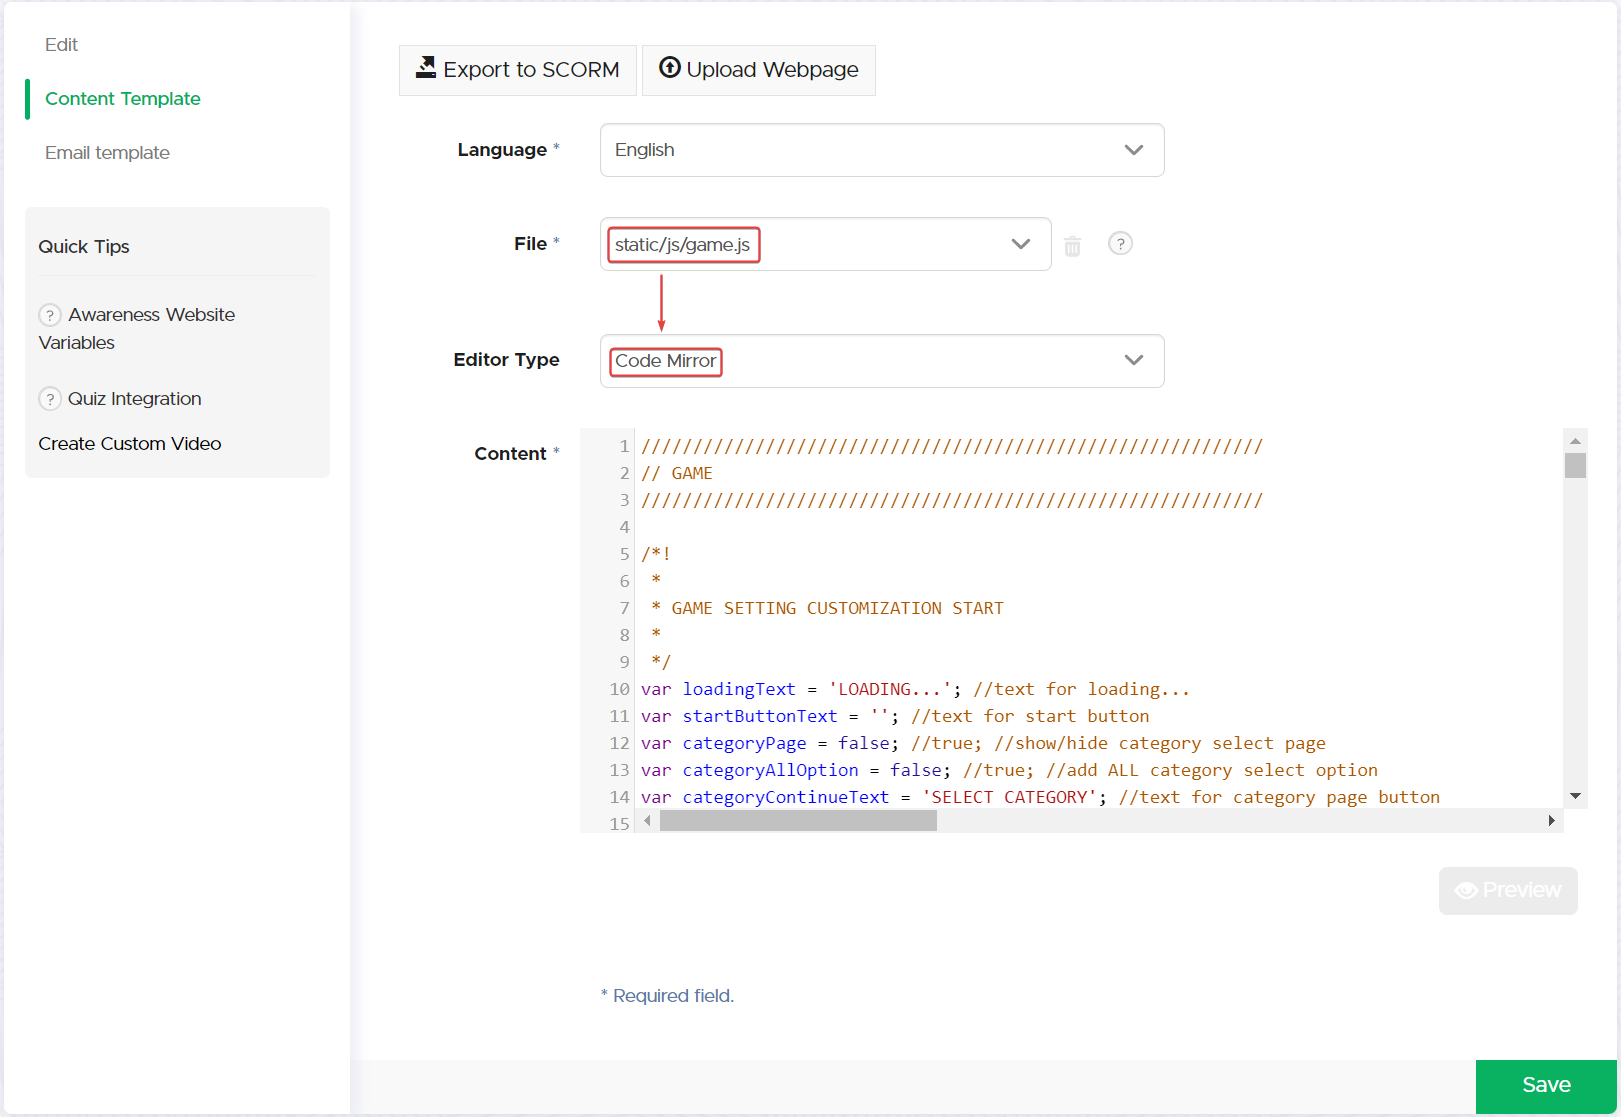 Edit
Content Template
Email template
Quick Tips
? Awareness Website
Variables
? Quiz Integration
Create Custom Video
Export to SCORM
Upload Webpage
Language *
English
File *
static/js/game.js
?
Editor Type
Code Mirror
Content *
1 ////////////////////////////////////////////////////////////
2 // GAME
3 ////////////////////////////////////////////////////////////
4
5 /*!
6  *
7  * GAME SETTING CUSTOMIZATION START
8  *
9  */
10 var loadingText = 'LOADING...'; //text for loading...
11 var startButtonText = ''; //text for start button
12 var categoryPage = false; //true; //show/hide category select page
13 var categoryAllOption = false; //true; //add ALL category select option
14 var categoryContinueText = 'SELECT CATEGORY'; //text for category page button
15
Preview
* Required field.
Save